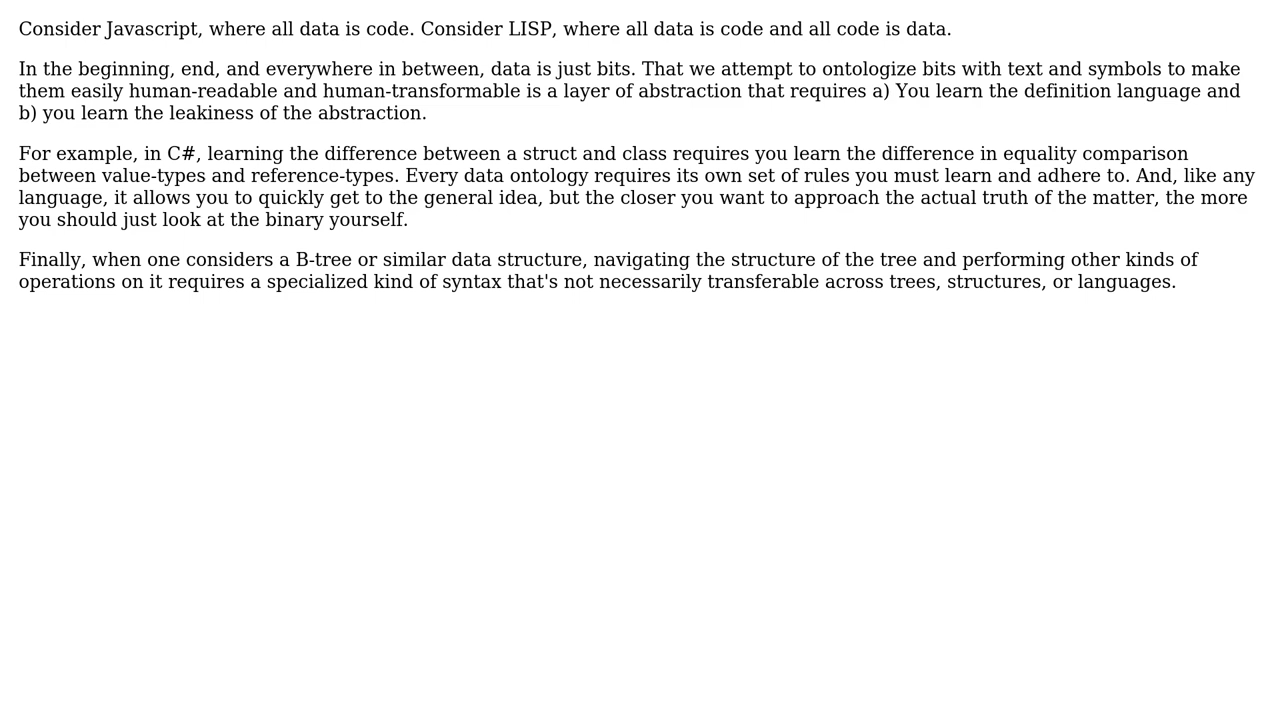 Consider Javascript, where all data is code. Consider LISP, where all data is code and all code is data.
In the beginning, end, and everywhere in between, data is just bits. That we attempt to ontologize bits with text and symbols to make
them easily human-readable and human-transformable is a layer of abstraction that requires a) You learn the definition language and
b) you learn the leakiness of the abstraction.
For example, in C#, learning the difference between a struct and class requires you learn the difference in equality comparison
between value-types and reference-types. Every data ontology requires its own set of rules you must learn and adhere to. And, like any
language, it allows you to quickly get to the general idea, but the closer you want to approach the actual truth of the matter, the more
you should just look at the binary yourself.
Finally, when one considers a B-tree or similar data structure, navigating the structure of the tree and performing other kinds of
operations on it requires a specialized kind of syntax that's not necessarily transferable across trees, structures, or languages.